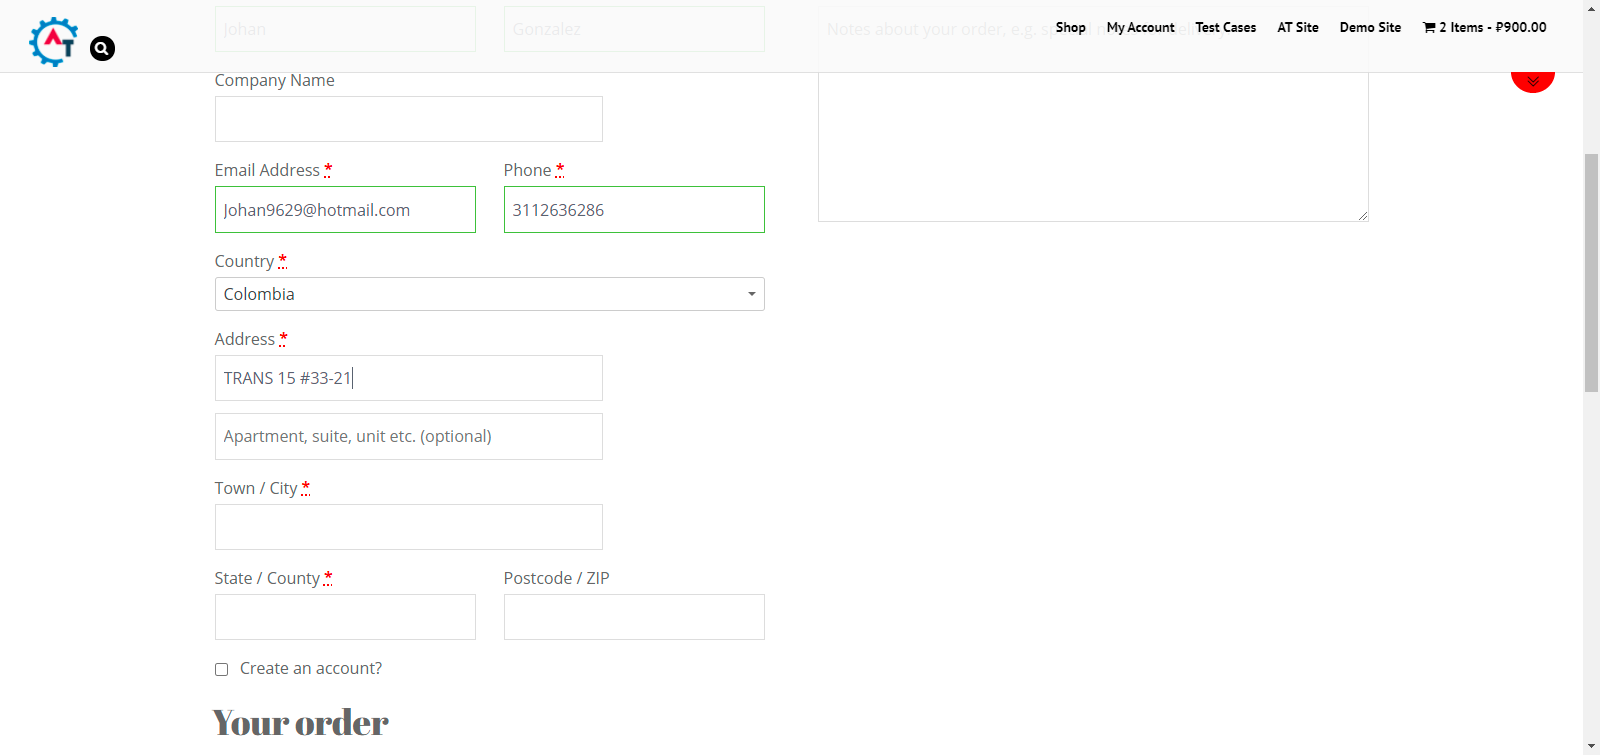 Johan
Gonzalez
Notes about your order, e.g. sp
Shop My Account Test Cases AT Site Demo Site 2 Items - ₽900.00
AT
Company Name
Email Address * Phone *
Johan9629@hotmail.com 3112636286
Country *
Colombia
Address *
TRANS 15 #33-21
Apartment, suite, unit etc. (optional)
Town / City *
State / County * Postcode / ZIP
Create an account?
Your order